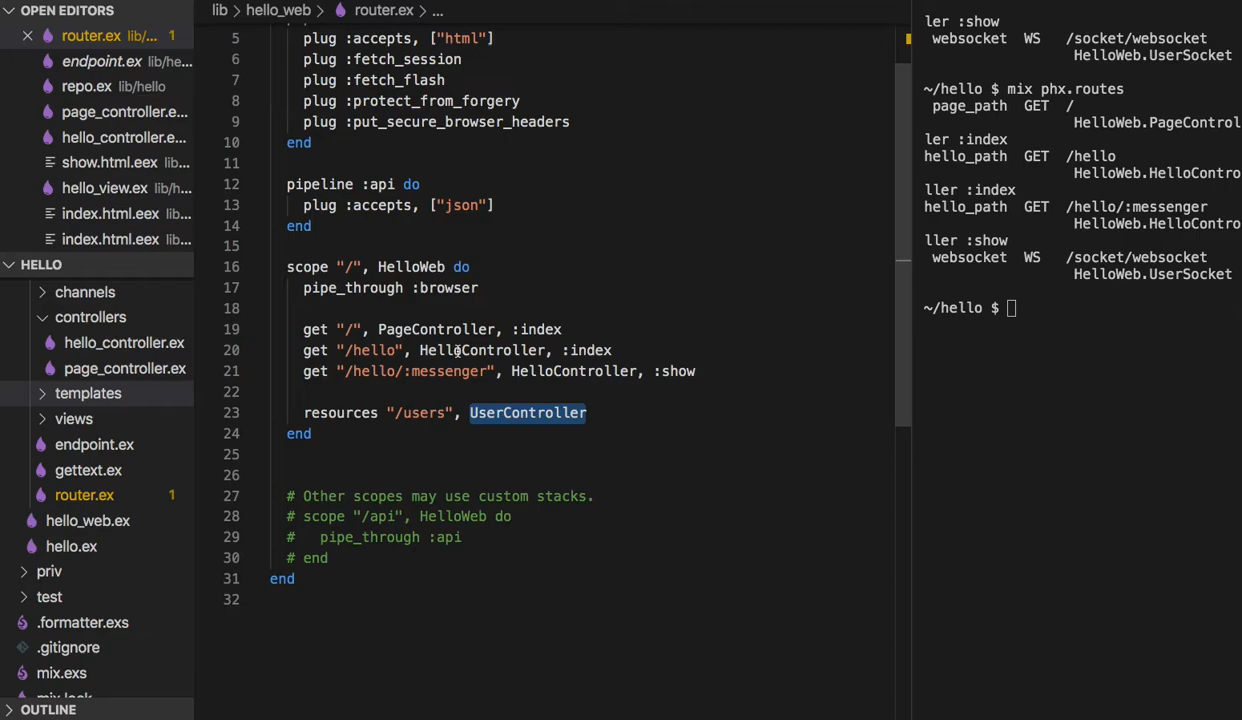 OPEN EDITORS
router.ex lib/... 1
endpoint.ex lib/he...
repo.ex lib/hello
page_controller.e...
hello_controller.e...
show.html.eex lib...
hello_view.ex lib/h...
index.html.eex lib...
index.html.eex lib...
HELLO
channels
controllers
hello_controller.ex
page_controller.ex
templates
views
endpoint.ex
gettext.ex
router.ex 1
hello_web.ex
hello.ex
priv
test
.formatter.exs
.gitignore
mix.exs
mix.lock
OUTLINE
lib > hello_web > router.ex > ...
5 plug :accepts, ["html"]
6 plug :fetch_session
7 plug :fetch_flash
8 plug :protect_from_forgery
9 plug :put_secure_browser_headers
10 end
11
12 pipeline :api do
13 plug :accepts, ["json"]
14 end
15
16 scope "/", HelloWeb do
17 pipe_through :browser
18
19 get "/", PageController, :index
20 get "/hello", HelloController, :index
21 get "/hello/:messenger", HelloController, :show
22
23 resources "/users", UserController
24 end
25
26
27 # Other scopes may use custom stacks.
28 # scope "/api", HelloWeb do
29 # pipe_through :api
30 # end
31 end
32
ler :show
websocket WS /socket/websocket
HelloWeb.UserSocket
~/hello $ mix phx.routes
page_path GET /
HelloWeb.PageControl
ler :index
hello_path GET /hello
HelloWeb.HelloContro
ller :index
hello_path GET /hello/:messenger
HelloWeb.HelloContro
ller :show
websocket WS /socket/websocket
HelloWeb.UserSocket
~/hello $